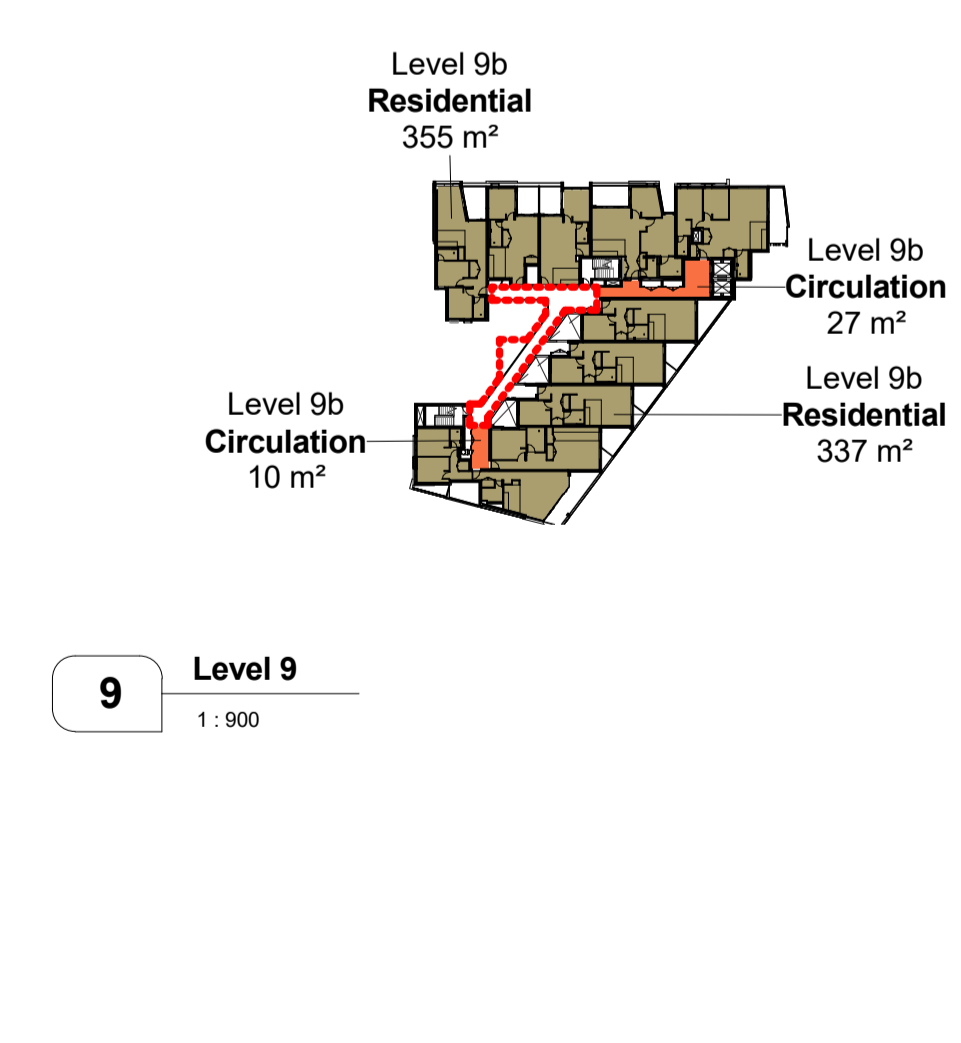 Level 9b
Residential
355 m²
Level 9b
Circulation
27 m²
Level 9b
Residential
337 m²
Level 9b
Circulation
10 m²
9
Level 9
1 : 900